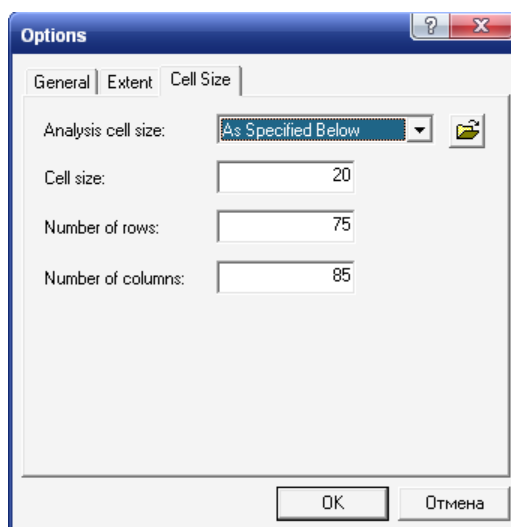 Options
General Extent Cell Size
Analysis cell size: As Specified Below
Cell size: 20
Number of rows: 75
Number of columns: 85
OK Отмена